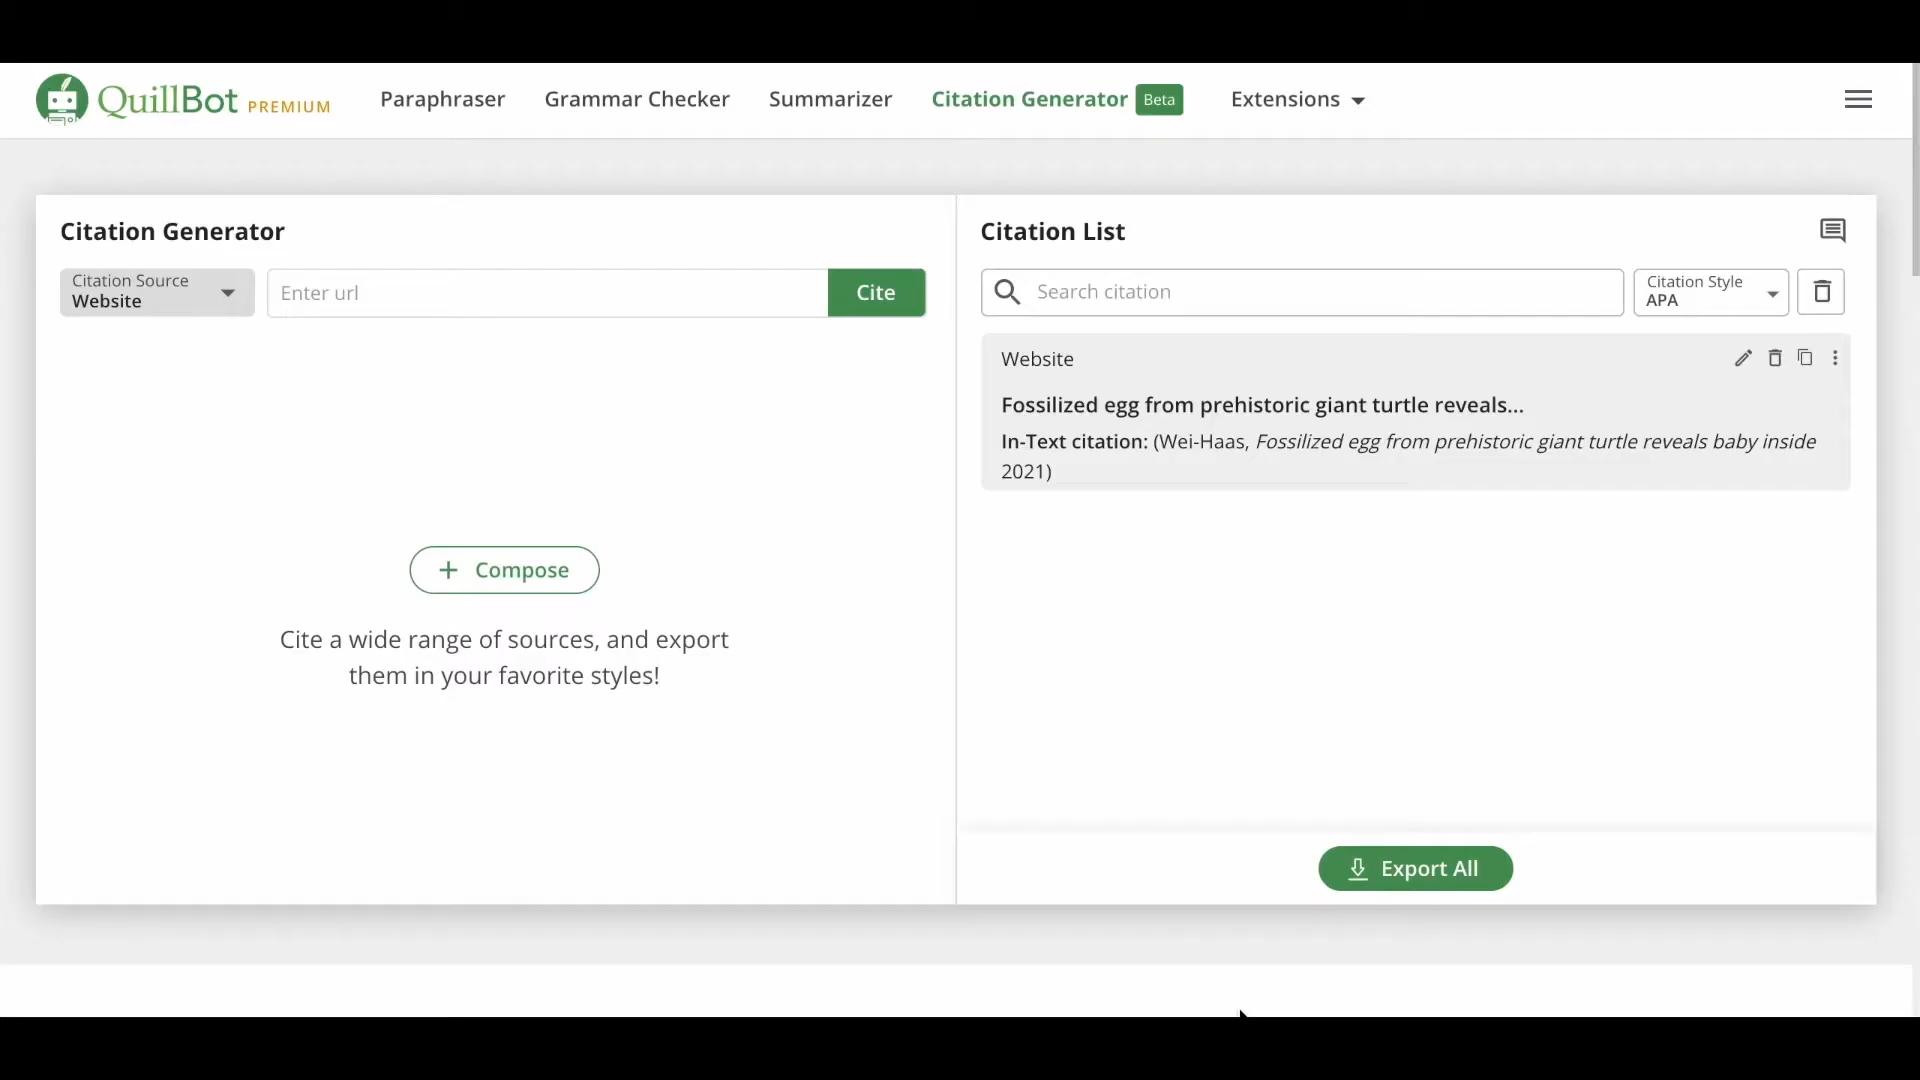 QuillBot PREMIUM
Paraphraser
Grammar Checker
Summarizer
Citation Generator Beta
Extensions
Citation Generator
Citation Source
Website
Enter url
Cite
+ Compose
Cite a wide range of sources, and export
them in your favorite styles!
Citation List
Search citation
Citation Style
APA
Website
Fossilized egg from prehistoric giant turtle reveals...
In-Text citation: (Wei-Haas, Fossilized egg from prehistoric giant turtle reveals baby inside
2021)
Export All